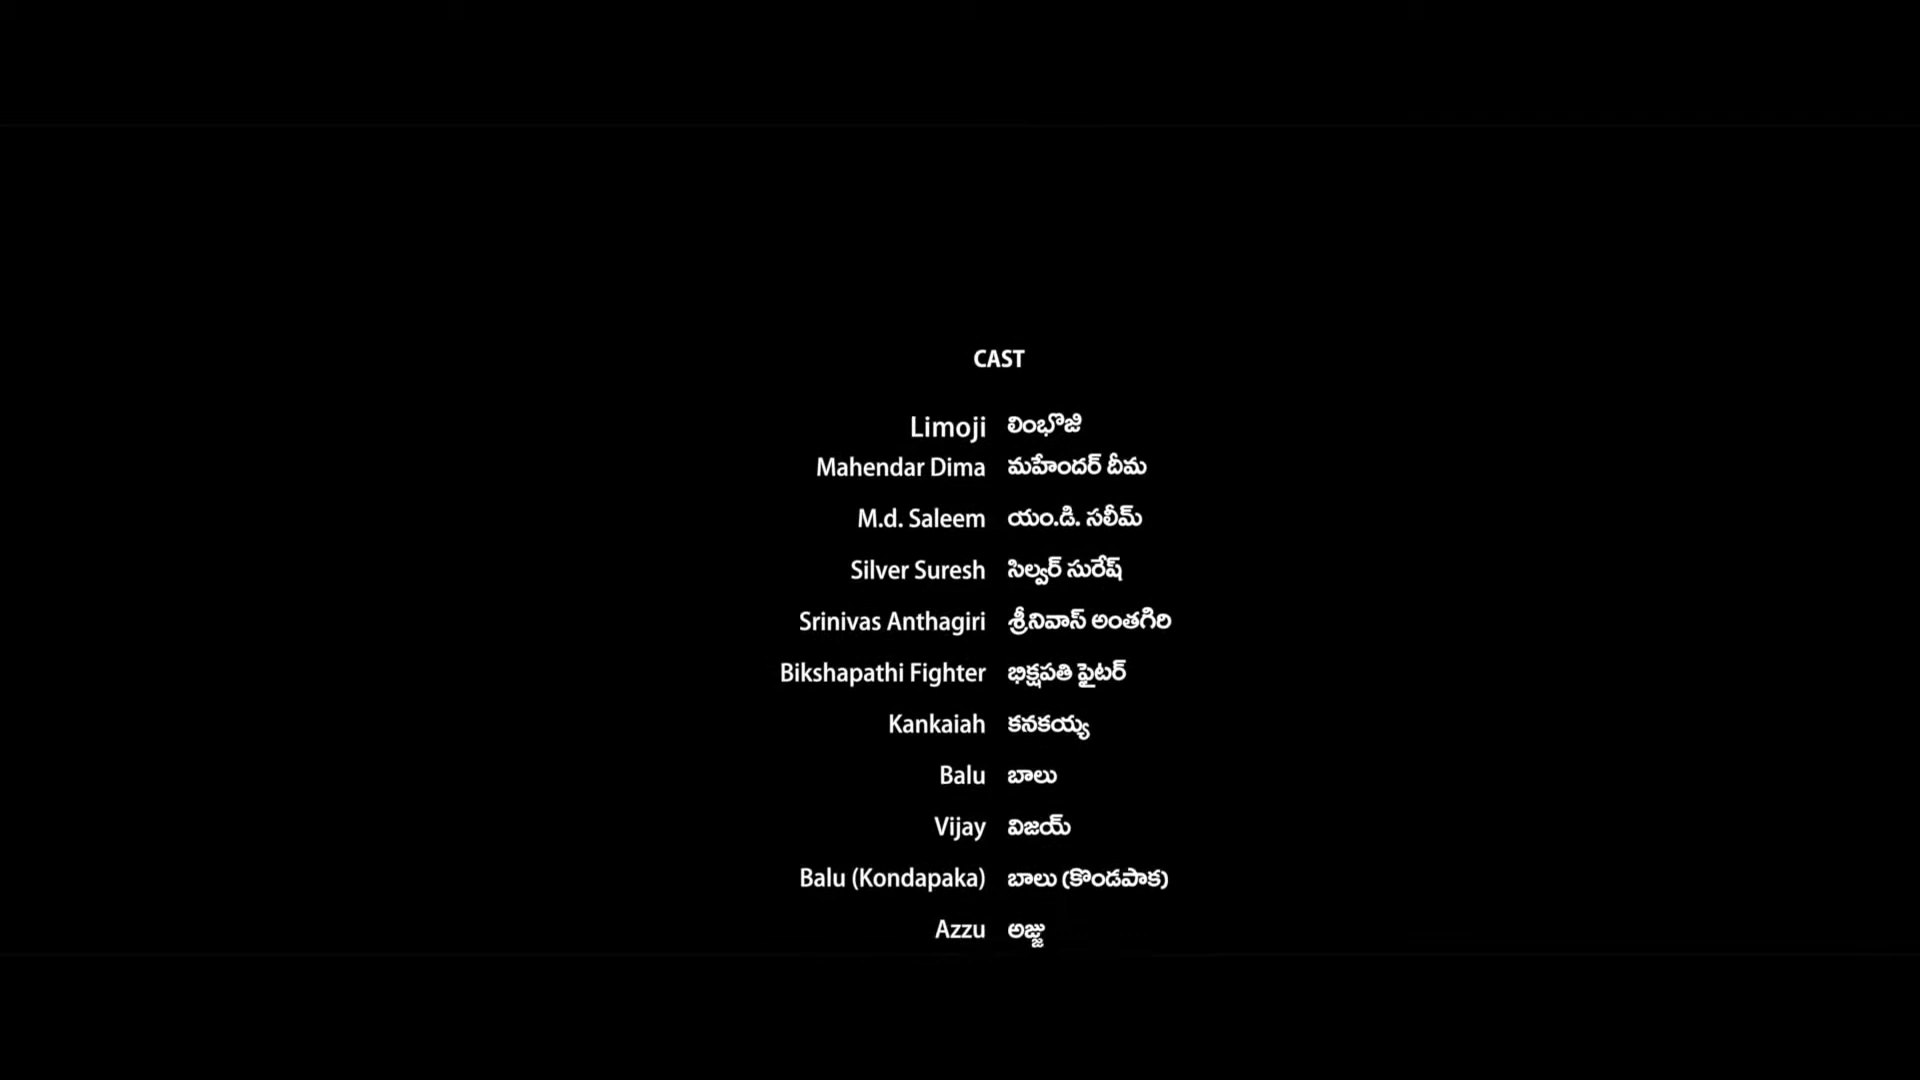 CAST
Limoji లింభొజి
Mahendar Dima మహేందర్ దీమ
M.d. Saleem యం.డి. సలీమ్
Silver Suresh సిల్వర్ సురేష్
Srinivas Anthagiri శ్రీనివాస్ అంతగిరి
Bikshapathi Fighter భిక్షపతి ఫైటర్
Kankaiah కనకయ్య
Balu బాలు
Vijay విజయ్
Balu (Kondapaka) బాలు (కొండపాక)
Azzu అజ్జు